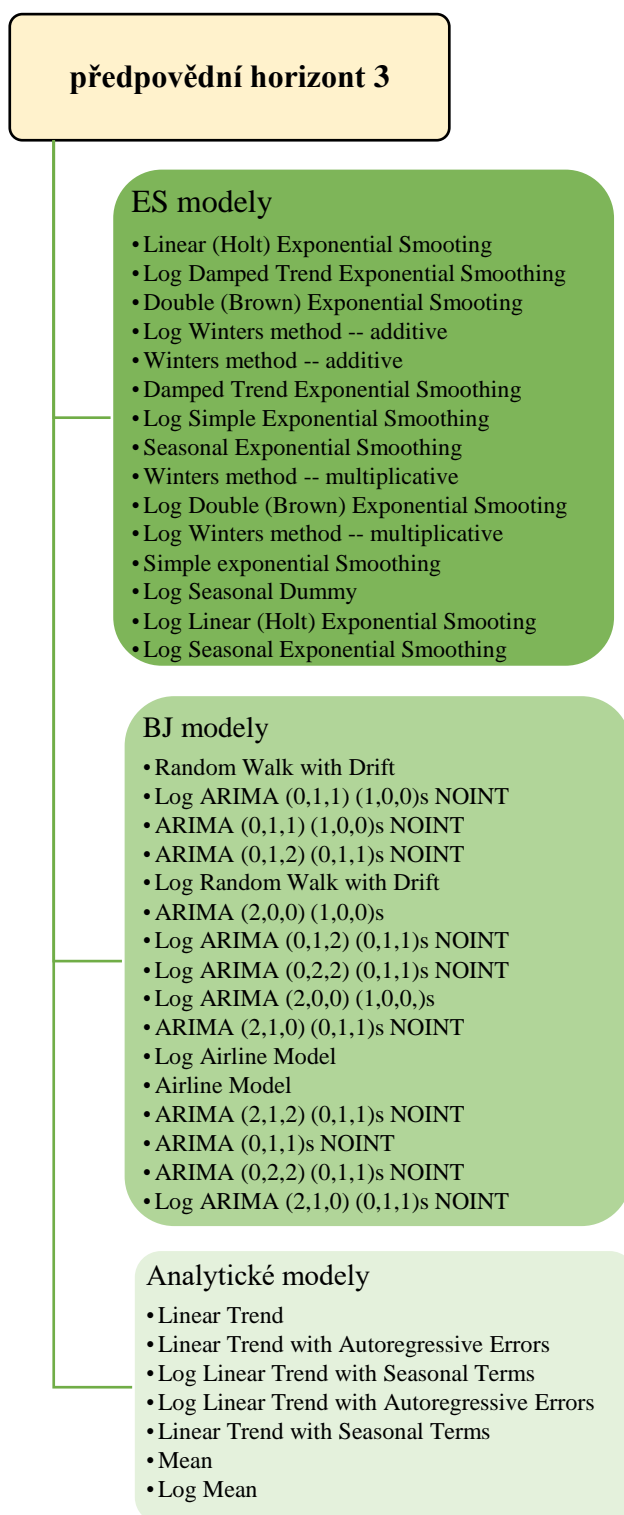 předpovědní horizont 3
ES modely
•Linear (Holt) Exponential Smooting
•Log Damped Trend Exponential Smoothing
•Double (Brown) Exponential Smooting
•Log Winters method -- additive
•Winters method -- additive
•Damped Trend Exponential Smoothing
•Log Simple Exponential Smoothing
•Seasonal Exponential Smoothing
•Winters method -- multiplicative
•Log Double (Brown) Exponential Smooting
•Log Winters method -- multiplicative
•Simple exponential Smoothing
•Log Seasonal Dummy
•Log Linear (Holt) Exponential Smooting
•Log Seasonal Exponential Smoothing
BJ modely
•Random Walk with Drift
•Log ARIMA (0,1,1) (1,0,0)s NOINT
•ARIMA (0,1,1) (1,0,0)s NOINT
•ARIMA (0,1,2) (0,1,1)s NOINT
•Log Random Walk with Drift
•ARIMA (2,0,0) (1,0,0)s
•Log ARIMA (0,1,2) (0,1,1)s NOINT
•Log ARIMA (0,2,2) (0,1,1)s NOINT
•Log ARIMA (2,0,0) (1,0,0,)s
•ARIMA (2,1,0) (0,1,1)s NOINT
•Log Airline Model
•Airline Model
•ARIMA (2,1,2) (0,1,1)s NOINT
•ARIMA (0,1,1)s NOINT
•ARIMA (0,2,2) (0,1,1)s NOINT
•Log ARIMA (2,1,0) (0,1,1)s NOINT
Analytické modely
•Linear Trend
•Linear Trend with Autoregressive Errors
•Log Linear Trend with Seasonal Terms
•Log Linear Trend with Autoregressive Errors
•Linear Trend with Seasonal Terms
•Mean
•Log Mean